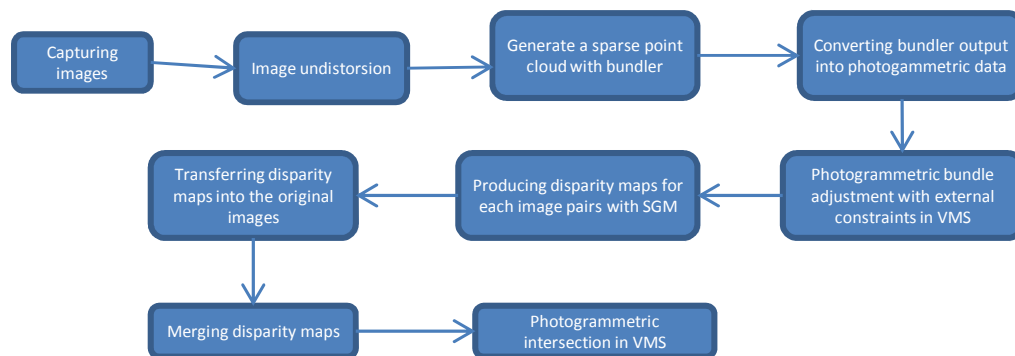 Capturing
images
Image undistorsion
Generate a sparse point
cloud with bundler
Converting bundler output
into photogammetric data
Photogrammetric bundle
adjustment with external
constraints in VMS
Producing disparity maps for
each image pairs with SGM
Transferring disparity
maps into the original
images
Merging disparity maps
Photogrammetric
intersection in VMS